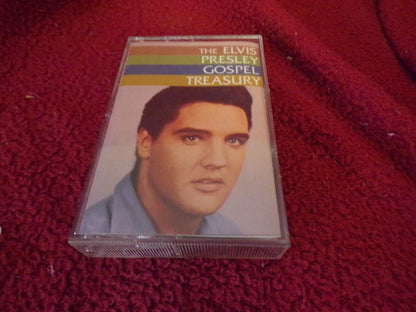 THE ELVIS
PRESLEY
GOSPEL
TREASURY